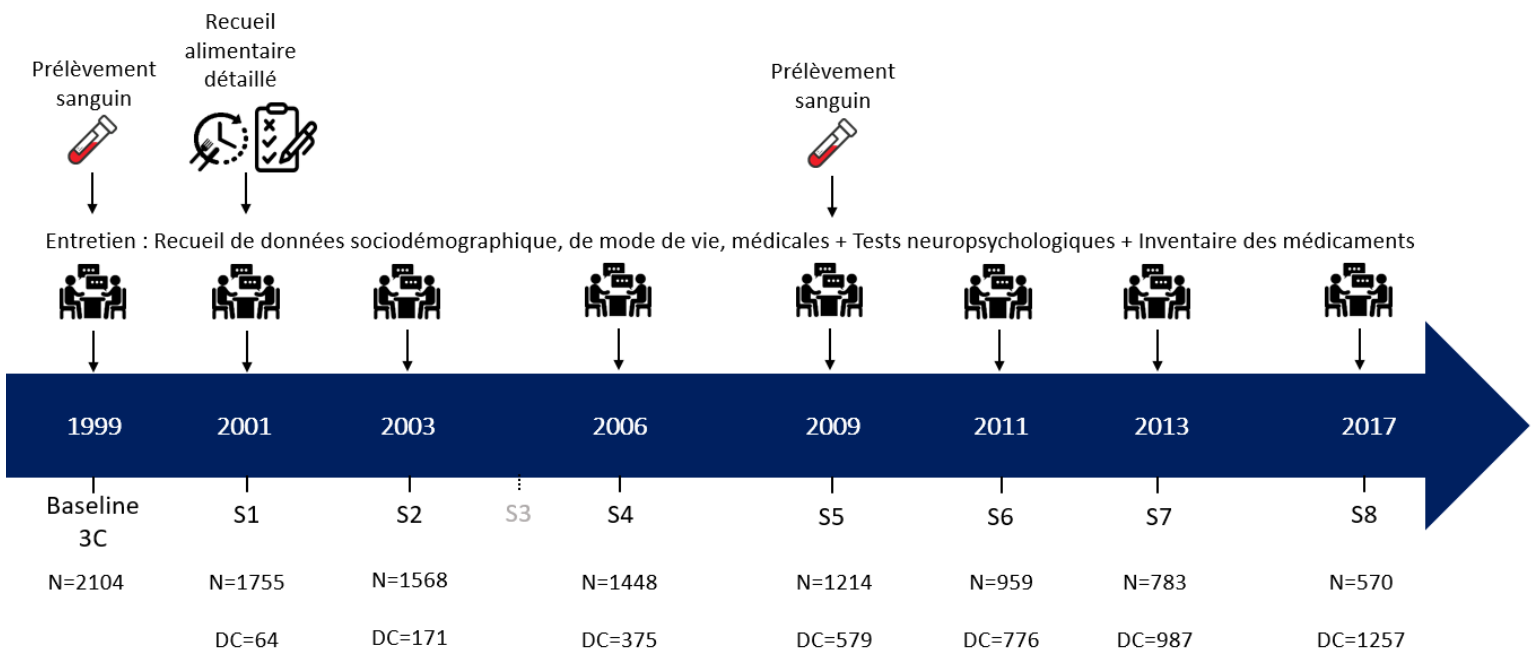 Recueil
alimentaire
détaillé
Prélèvement
sanguin
Prélèvement
sanguin
Entretien : Recueil de données sociodémographique, de mode de vie, médicales + Tests neuropsychologiques + Inventaire des médicaments
1999 2001 2003 2006 2009 2011 2013 2017
Baseline
3C
S1 S2 S3 S4 S5 S6 S7 S8
N=2104 N=1755 N=1568 N=1448 N=1214 N=959 N=783 N=570
DC=64 DC=171 DC=375 DC=579 DC=776 DC=987 DC=1257